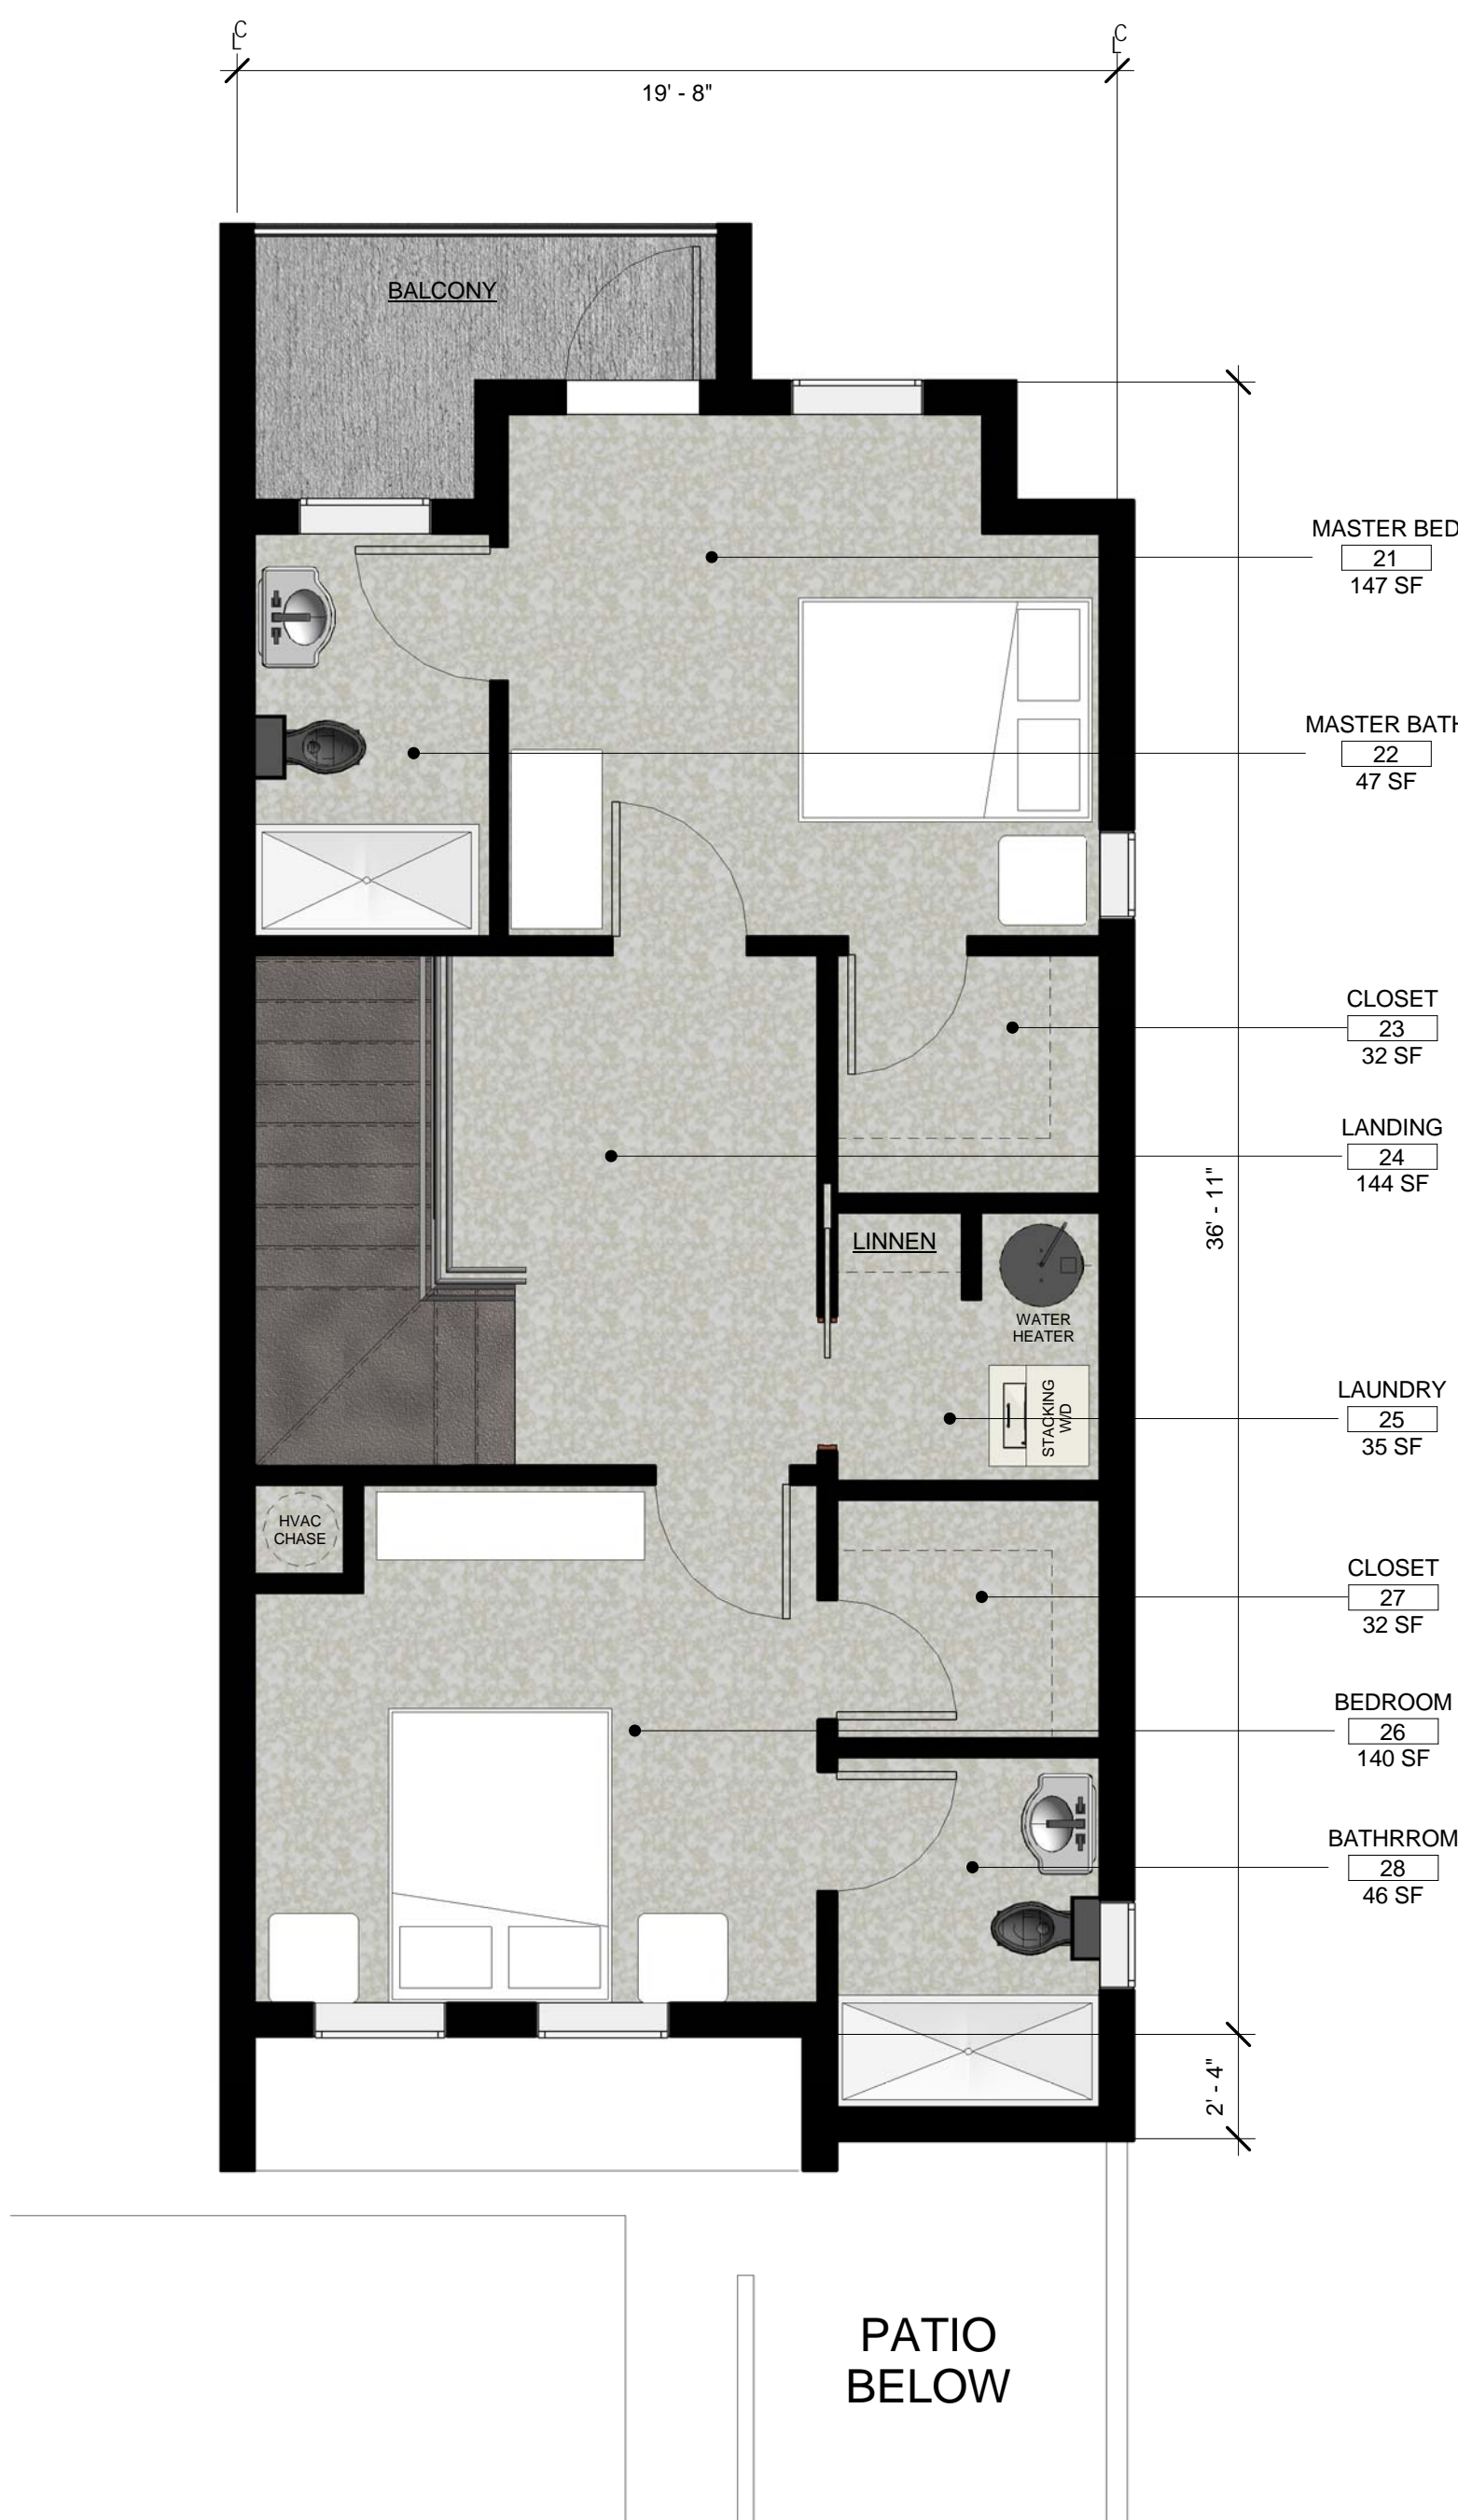 CL
CL
19' - 8"
BALCONY
MASTER BED
21
147 SF
MASTER BATH
22
47 SF
CLOSET
23
32 SF
LANDING
24
144 SF
36' - 11"
LINNEN
WATER
HEATER
STACKING
W/D
LAUNDRY
25
35 SF
HVAC
CHASE
CLOSET
27
32 SF
BEDROOM
26
140 SF
BATHRROM
28
46 SF
2' - 4"
PATIO
BELOW